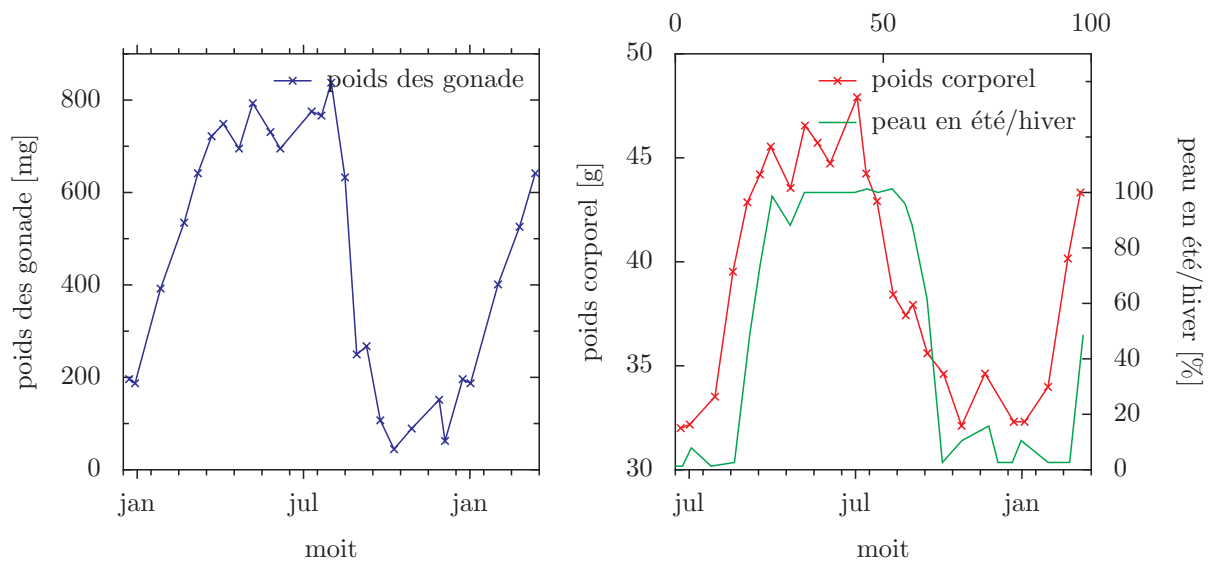 poids des gonade
800
600
400
200
0
jan
jul
jan
moit
poids des gonade [mg]
0
50
100
poids corporel
peau en été/hiver
50
45
40
35
30
jul
jul
jan
moit
poids corporel [g]
100
80
60
40
20
0
peau en été/hiver [%]